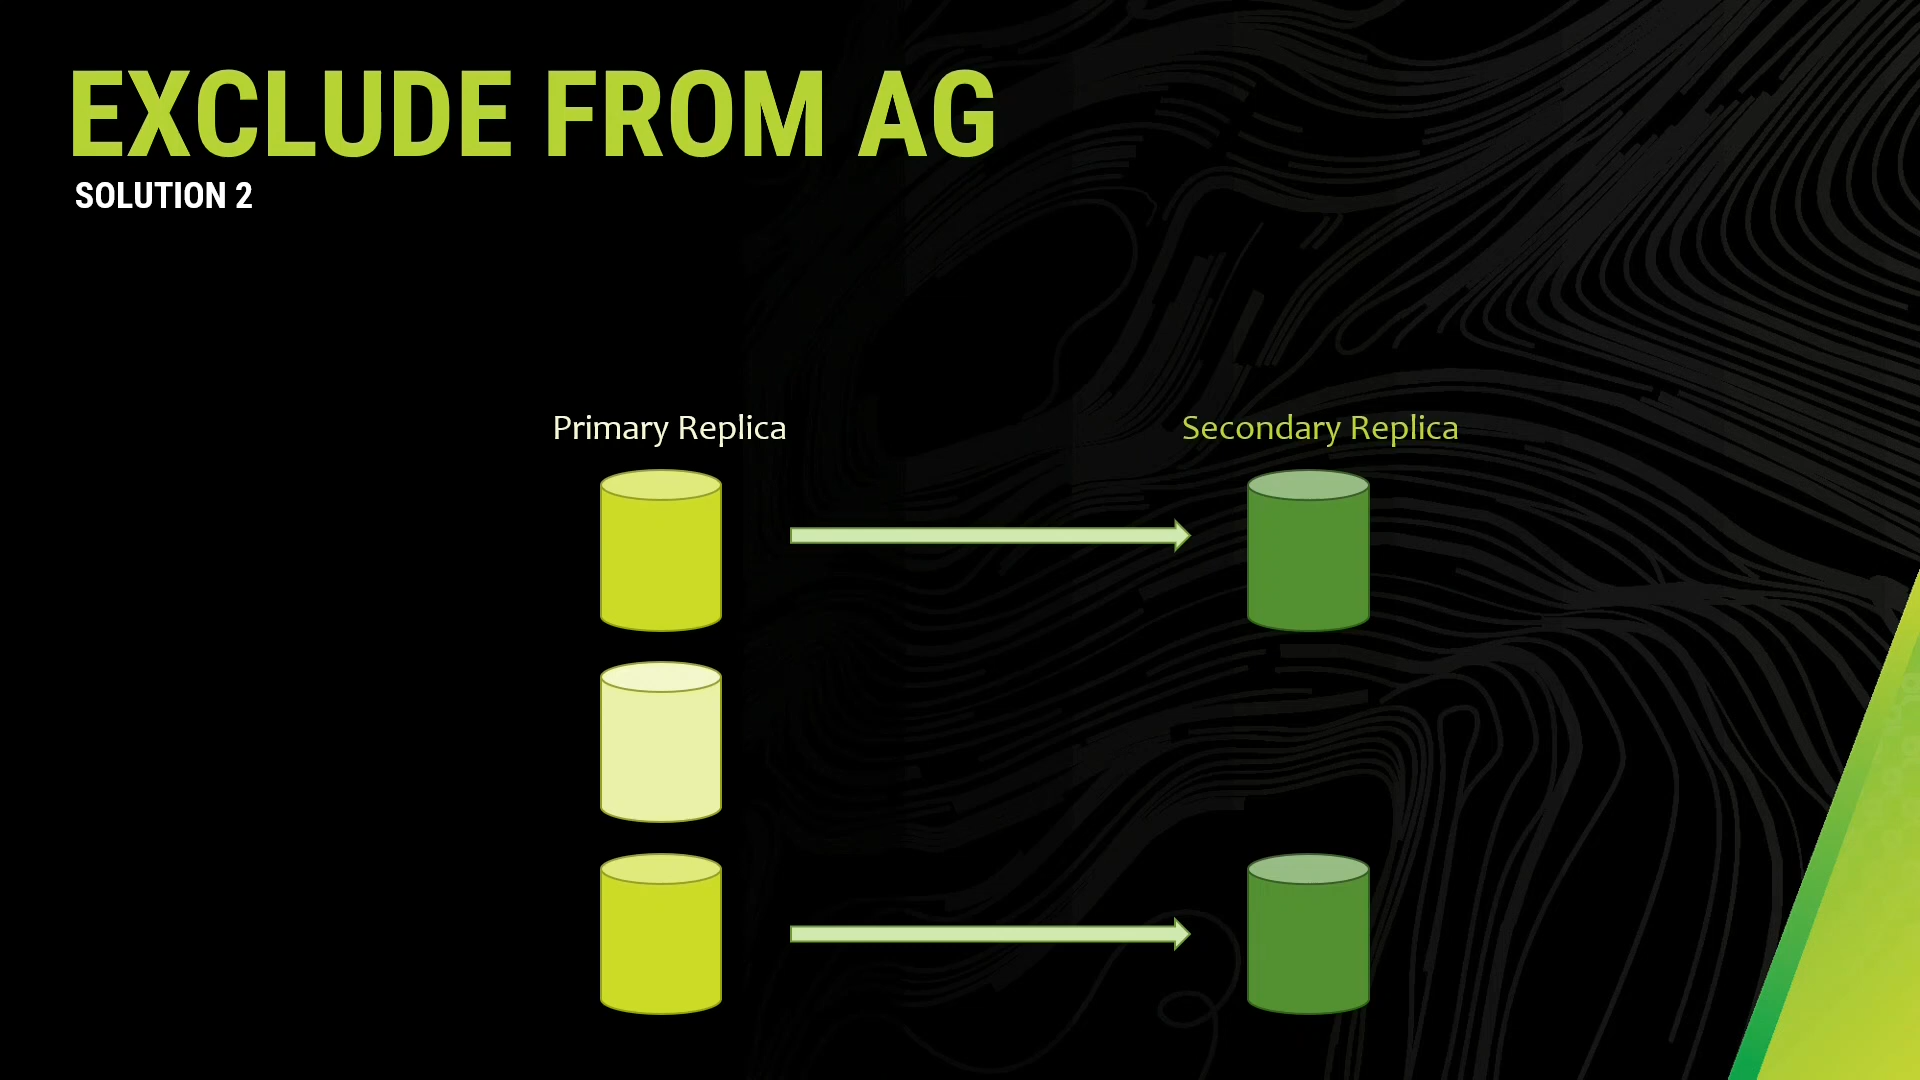 EXCLUDE FROM AG
SOLUTION 2
Primary Replica
Secondary Replica